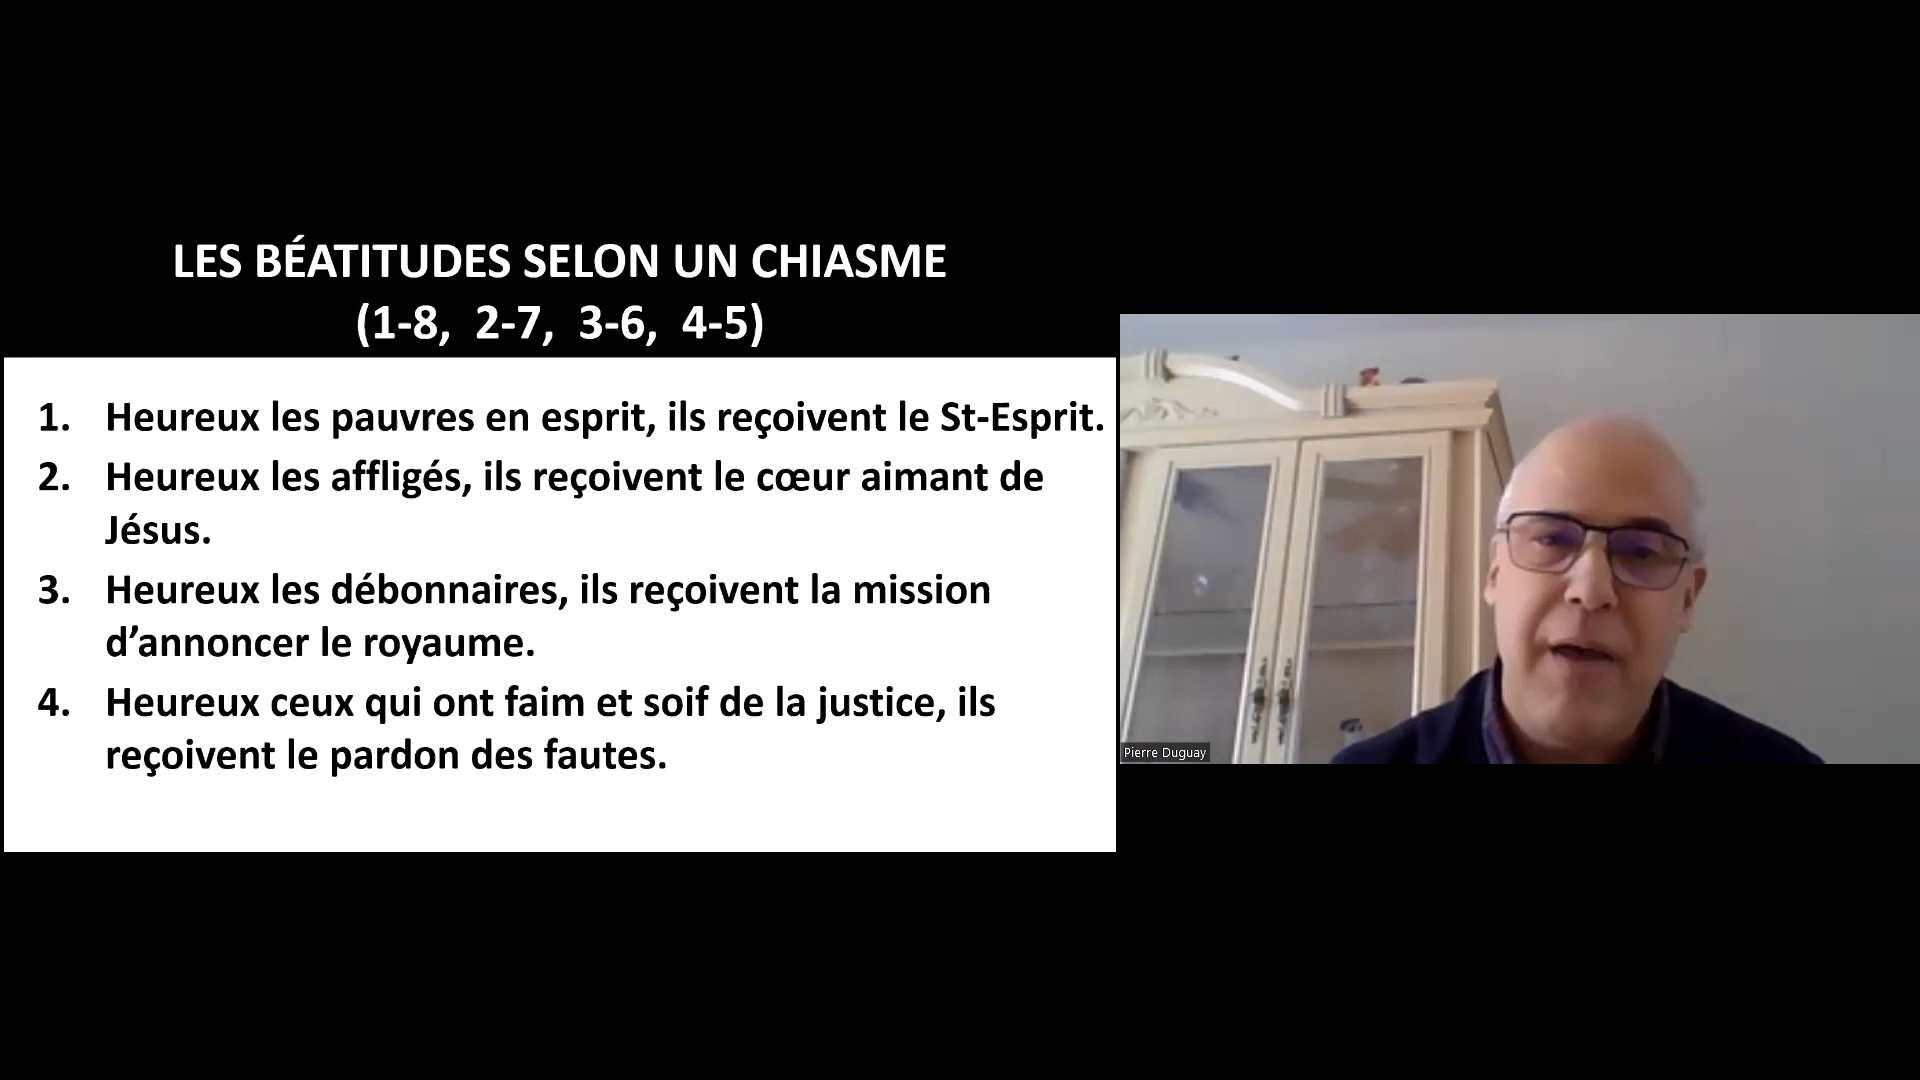 LES BÉATITUDES SELON UN CHIASME
(1-8, 2-7, 3-6, 4-5)
1. Heureux les pauvres en esprit, ils reçoivent le St-Esprit.
2. Heureux les affligés, ils reçoivent le cœur aimant de
Jésus.
3. Heureux les débonnaires, ils reçoivent la mission
d’annoncer le royaume.
4. Heureux ceux qui ont faim et soif de la justice, ils
reçoivent le pardon des fautes.
Pierre Duguay